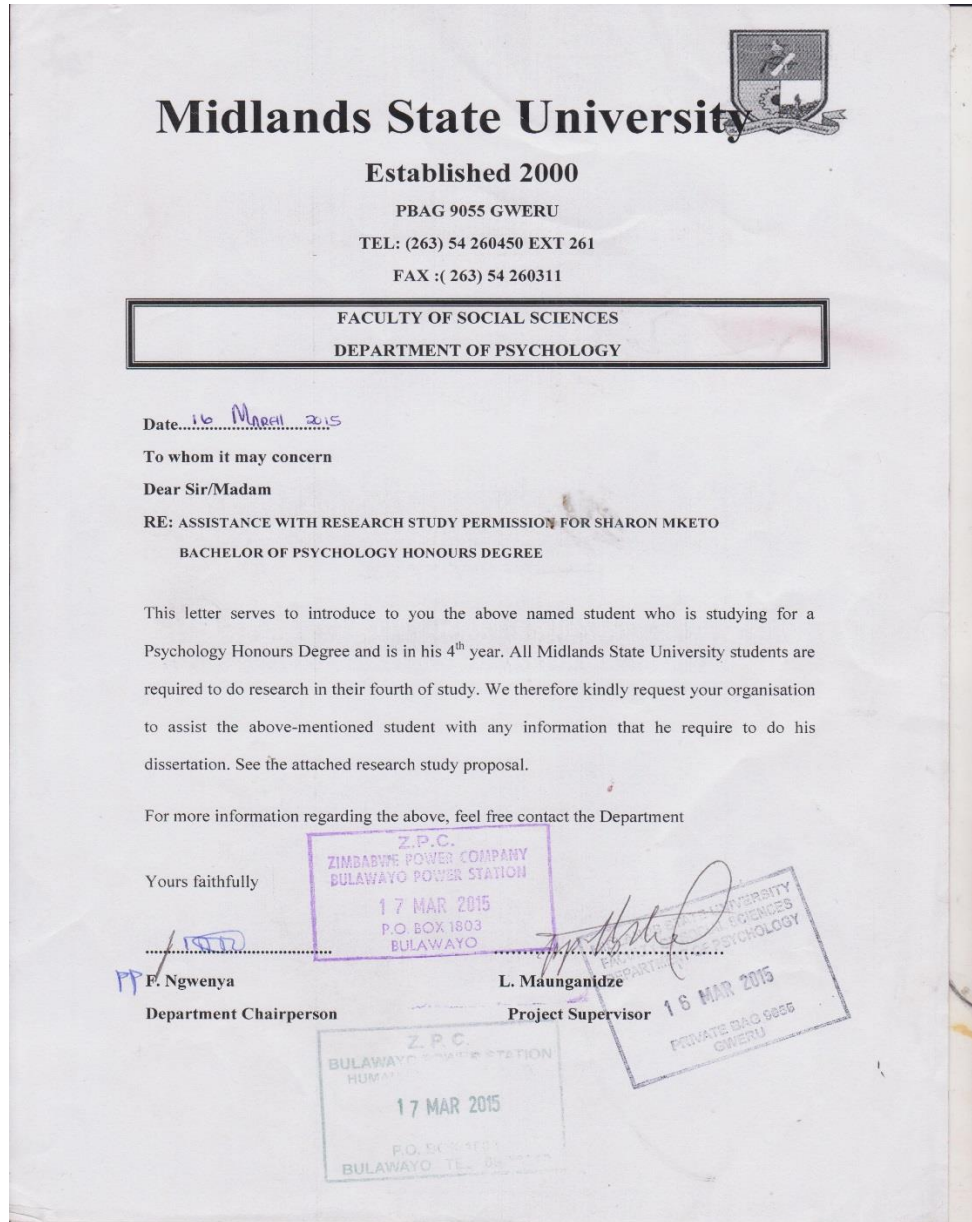 Midlands State University
Established 2000
PBAG 9055 GWERU
TEL: (263) 54 260450 EXT 261
FAX :( 263) 54 260311
FACULTY OF SOCIAL SCIENCES
DEPARTMENT OF PSYCHOLOGY
Date..16 MARCH 2015
To whom it may concern
Dear Sir/Madam
RE: ASSISTANCE WITH RESEARCH STUDY PERMISSION FOR SHARON MKETO
BACHELOR OF PSYCHOLOGY HONOURS DEGREE
This letter serves to introduce to you the above named student who is studying for a
Psychology Honours Degree and is in his 4th year. All Midlands State University students are
required to do research in their fourth of study. We therefore kindly request your organisation
to assist the above-mentioned student with any information that he require to do his
dissertation. See the attached research study proposal.
For more information regarding the above, feel free contact the Department
Yours faithfully
Z.P.C.
ZIMBABWE POWER COMPANY
BULAWAYO POWER STATION
17 MAR 2015
P.O. BOX 1803
BULAWAYO
STATE UNIVERSITY
SCIENCES
DEPARTMENT OF PSYCHOLOGY
16 MAR 2015
PRIVATE BAG 9055
GWERU
PP F. Ngwenya
L. Maunganidze
Department Chairperson
Project Supervisor
Z. P. C.
BULAWAYO POWER STATION
17 MAR 2015
P.O. BOX
BULAWAYO